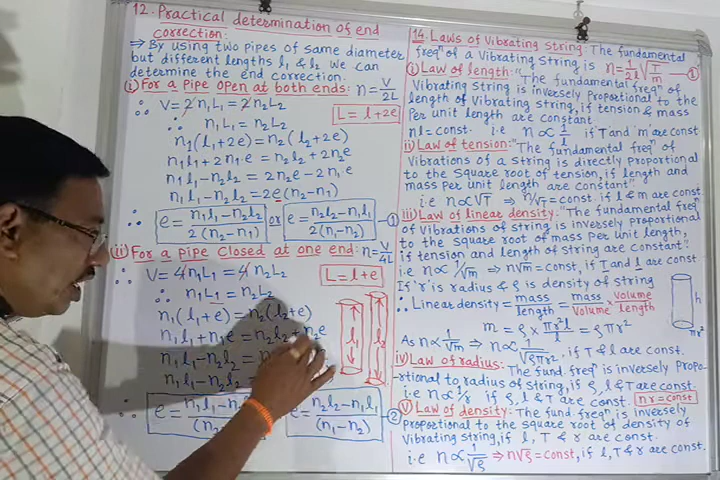 12. Practical determination of end
correction:
⇒ By using two pipes of same diameter
but different lengths l₁ & l₂ we can
determine the end correction.
(i) For a Pipe open at both ends: n = V/2L
∴ V = 2n₁L₁ = 2n₂L₂
∴ n₁L₁ = n₂L₂
L = l + 2e
n₁(l₁+2e) = n₂(l₂+2e)
n₁l₁ + 2n₁e = n₂l₂ + 2n₂e
n₁l₁ - n₂l₂ = 2n₂e - 2n₁e
n₁l₁ - n₂l₂ = 2e(n₂-n₁)
∴ e = n₁l₁-n₂l₂ / 2(n₂-n₁) or e = n₂l₂-n₁l₁ / 2(n₁-n₂) ①
(ii) For a pipe closed at one end: n = V/4L
∴ V = 4n₁L₁ = 4n₂L₂
L = l + e
∴ n₁L₁ = n₂L₂
n₁(l₁+e) = n₂(l₂+e)
n₁l₁ + n₁e = n₂l₂ + n₂e
l₁ l₂
n₁l₁ - n₂l₂ =
n₁l₁ - n₂l₂
∴ e = n₁l₁-n₂ / (n₂ e = n₂l₂-n₁l₁ / (n₁-n₂) ②
14. Laws of Vibrating String: The fundamental
freqⁿ of a Vibrating String is n = 1/2l √T/m ①
(i) Law of length: "The fundamental freqⁿ of
Vibrating String is inversely Proportional to the
length of Vibrating String, if tension & mass
Per unit length are constant
nl = const. i.e n ∝ 1/l if T and m are const
(ii) Law of tension: "The fundamental freqⁿ of
Vibrations of a String is directly Proportional
to the Square root of tension, if length and
mass per unit length are constant"
i.e n∝√T ⇒ n/√T = const. if l & m are const.
(iii) Law of linear density: "The fundamental freqⁿ
of Vibrations of String is inversely Proportional
to the square root of mass Per unit length,
if tension and length of string are constant"
i.e n ∝ 1/√m ⇒ n√m = const. if T and l are const.
If 'r' is radius & ρ is density of string
∴ Linear density = mass/length = mass/volume × volume/length
m = ρ × πr²l/l = ρπr²
h
πr²
As n∝1/√m ⇒ n∝ 1/√ρπr², if T & l are const.
(iv) Law of radius: The fund. freqⁿ is inversely Propo-
-rtional to radius of string, if ρ, l & T are const.
i.e n∝1/r if ρ, l & T are const. nr = const
(v) Law of density: The fund freqⁿ is inversely
proportional to the square root of density of
Vibrating string, if l, T & r are const.
i.e n∝ 1/√ρ ⇒ n√ρ = const, if l, T & r are const.